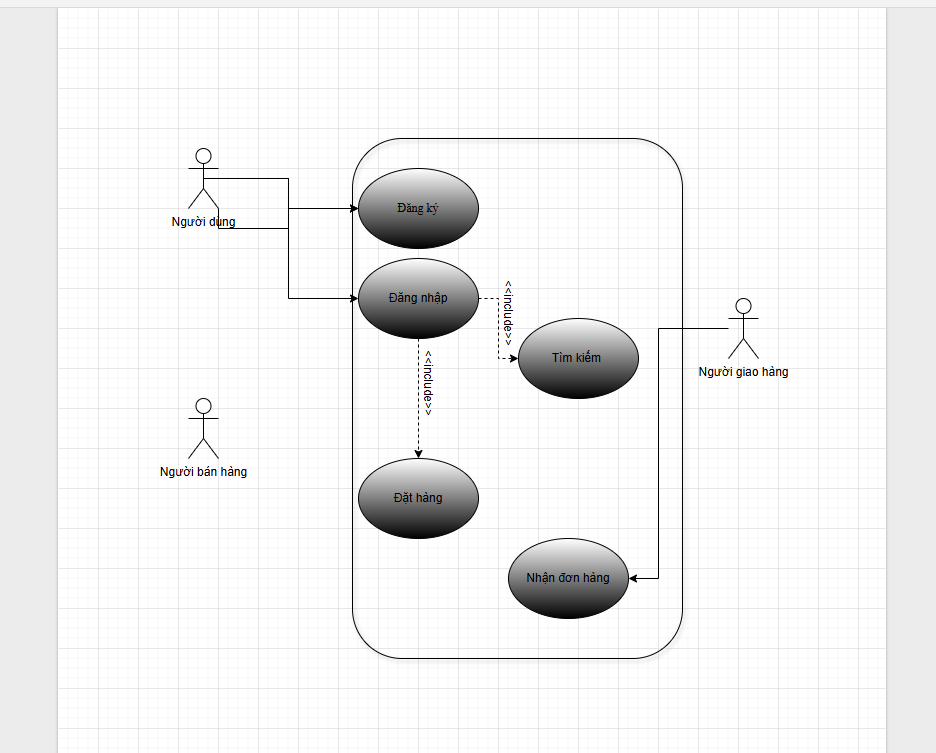 Đăng ký
Người dùng
Đăng nhập
<<include>>
Tìm kiếm
Người giao hàng
<<include>>
Người bán hàng
Đặt hàng
Nhận đơn hàng